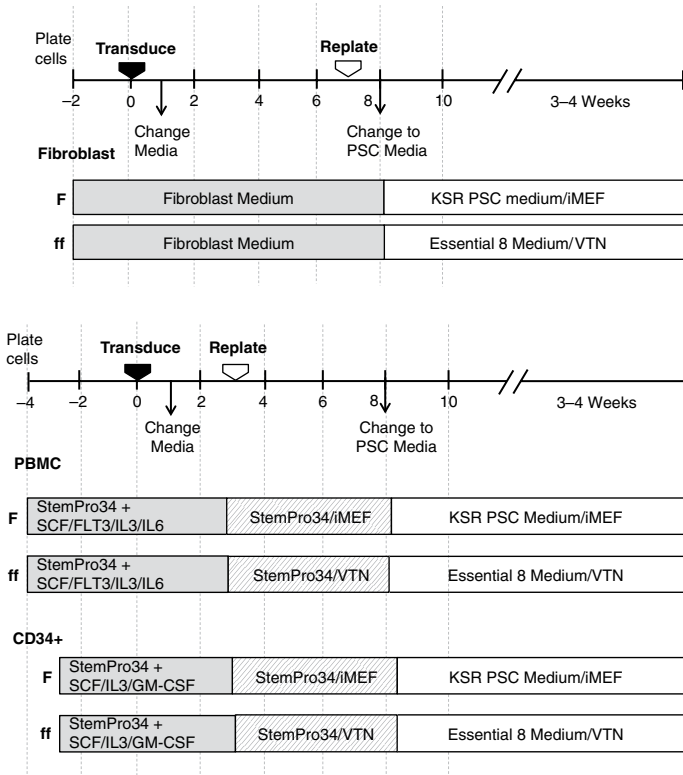 Plate
cells
Transduce
Replate
–2 0 2 4 6 8 10 3–4 Weeks
Change
Media
Change to
PSC Media
Fibroblast
F Fibroblast Medium KSR PSC medium/iMEF
ff Fibroblast Medium Essential 8 Medium/VTN
Plate
cells
Transduce
Replate
–4 –2 0 2 4 6 8 10 3–4 Weeks
Change
Media
Change to
PSC Media
PBMC
F
StemPro34 +
SCF/FLT3/IL3/IL6
StemPro34/iMEF
KSR PSC Medium/iMEF
ff
StemPro34 +
SCF/FLT3/IL3/IL6
StemPro34/VTN
Essential 8 Medium/VTN
CD34+
F
StemPro34 +
SCF/IL3/GM-CSF
StemPro34/iMEF
KSR PSC Medium/iMEF
ff
StemPro34 +
SCF/IL3/GM-CSF
StemPro34/VTN
Essential 8 Medium/VTN